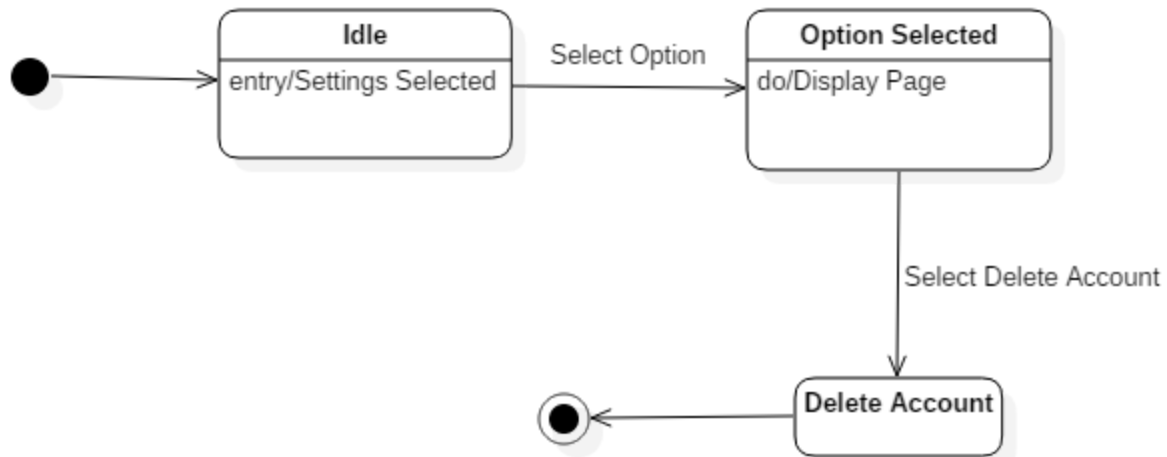 Idle
entry/Settings Selected
Select Option
Option Selected
do/Display Page
Select Delete Account
Delete Account